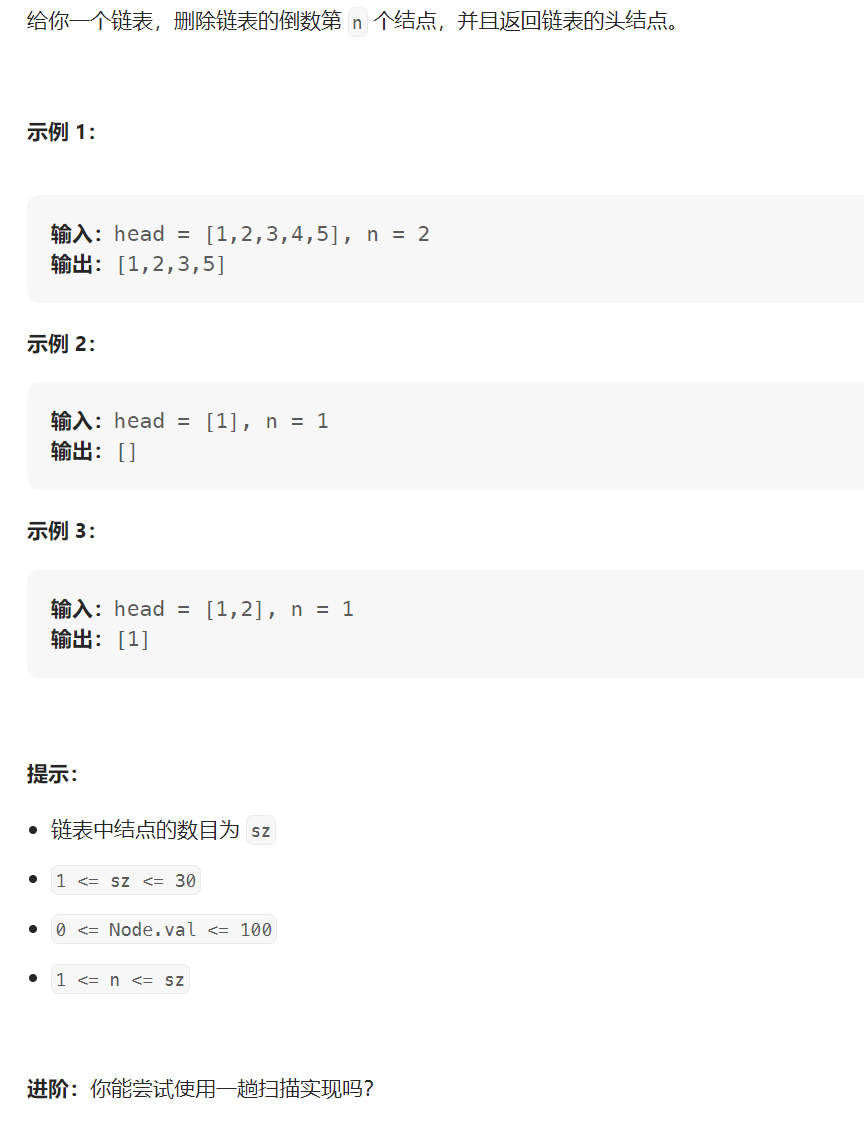 给你一个链表，删除链表的倒数第 n 个结点，并且返回链表的头结点。
示例 1：
输入：head = [1,2,3,4,5], n = 2
输出：[1,2,3,5]
示例 2：
输入：head = [1], n = 1
输出：[]
示例 3：
输入：head = [1,2], n = 1
输出：[1]
提示：
• 链表中结点的数目为 sz
• 1 <= sz <= 30
• 0 <= Node.val <= 100
• 1 <= n <= sz
进阶：你能尝试使用一趟扫描实现吗？